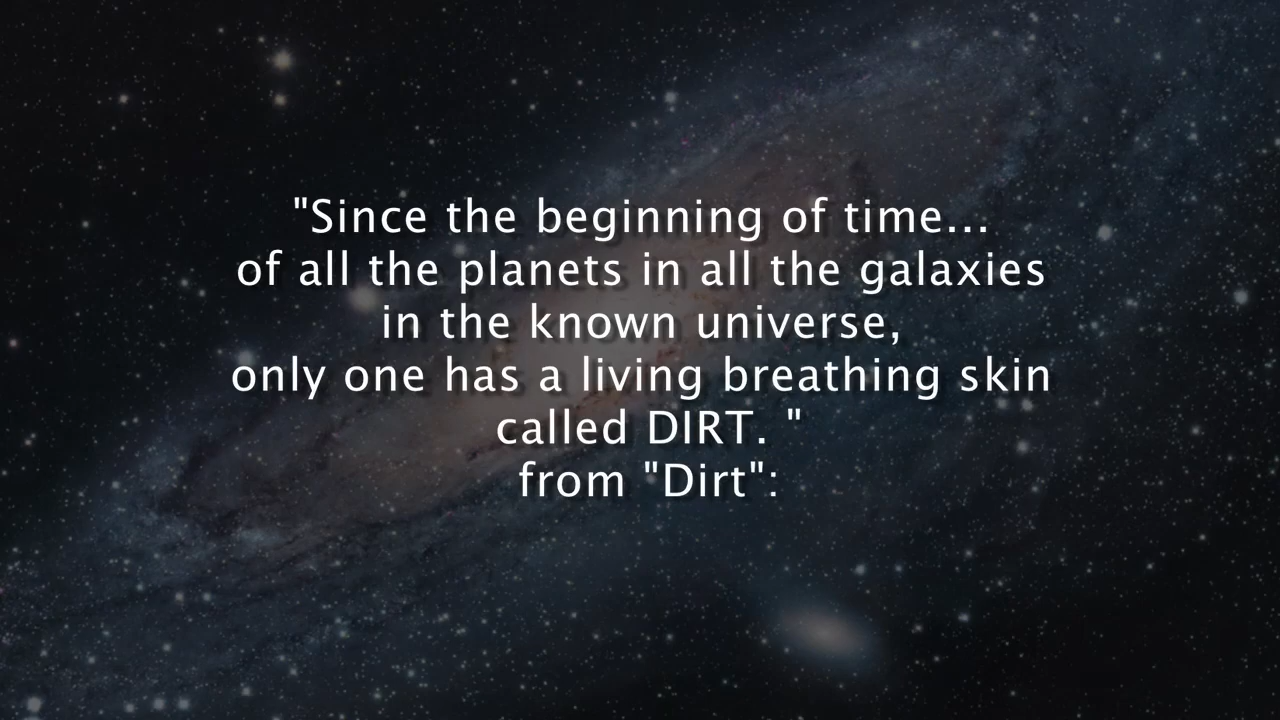 "Since the beginning of time...
of all the planets in all the galaxies
in the known universe,
only one has a living breathing skin
called DIRT. "
from "Dirt":